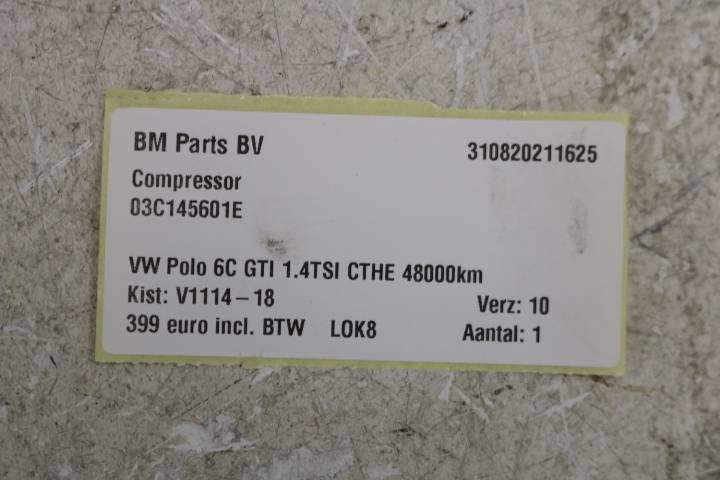 BM Parts BV 310820211625
Compressor
03C145601E
VW Polo 6C GTI 1.4TSI CTHE 48000km
Kist: V1114-18 Verz: 10
399 euro incl. BTW LOK8 Aantal: 1